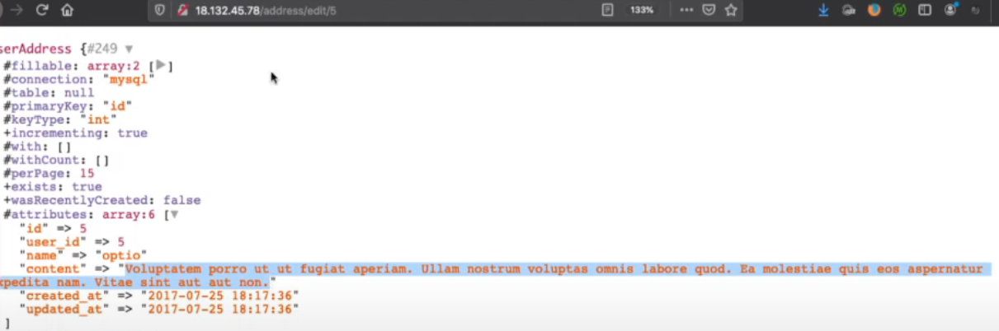 18.132.45.78/address/edit/5 133%
serAddress {#249 ▼
#fillable: array:2 [▶]
#connection: "mysql"
#table: null
#primaryKey: "id"
#keyType: "int"
+incrementing: true
#with: []
#withCount: []
#perPage: 15
+exists: true
+wasRecentlyCreated: false
#attributes: array:6 [▼
"id" => 5
"user_id" => 5
"name" => "optio"
"content" => "Voluptatem porro ut ut fugiat aperiam. Ullam nostrum voluptas omnis labore quod. Ea molestiae quis eos aspernatur
xpedita nam. Vitae sint aut aut non."
"created_at" => "2017-07-25 18:17:36"
"updated_at" => "2017-07-25 18:17:36"
]